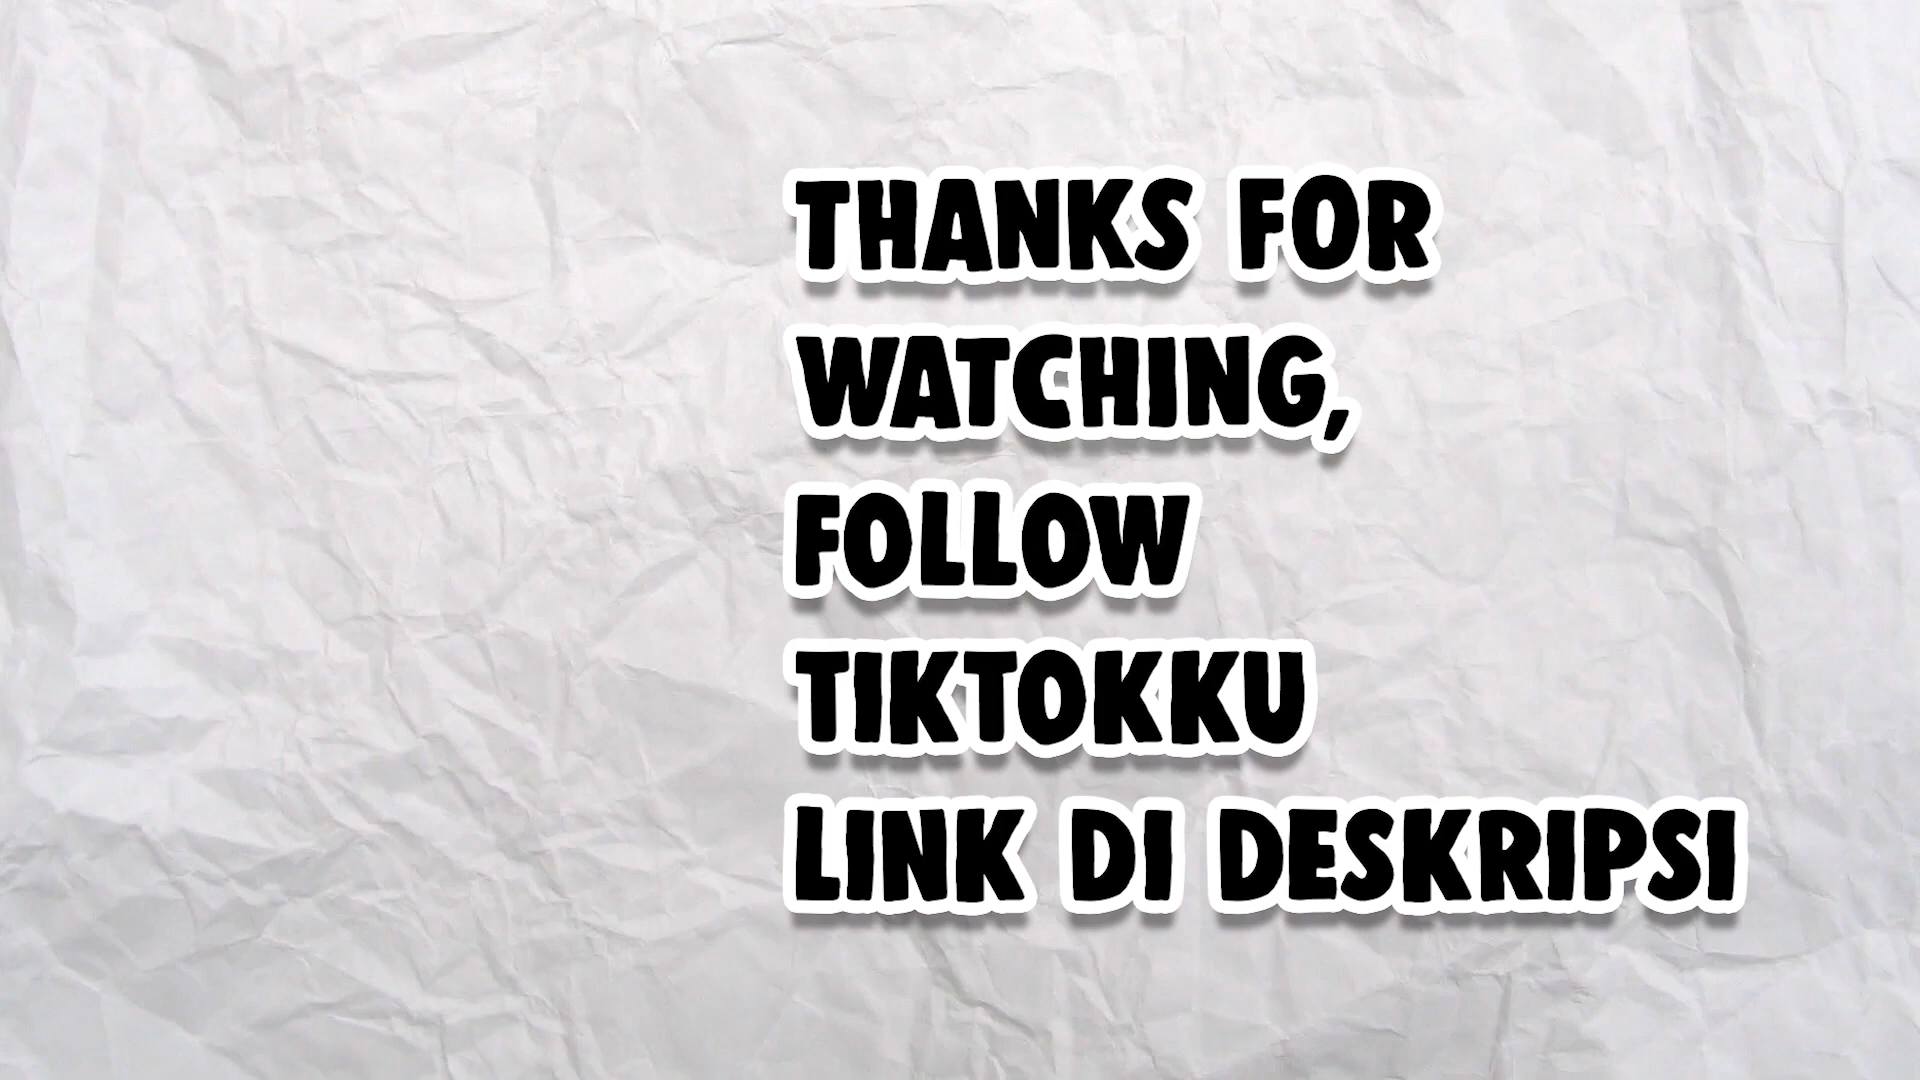 THANKS FOR
WATCHING,
FOLLOW
TIKTOKKU
LINK DI DESKRIPSI